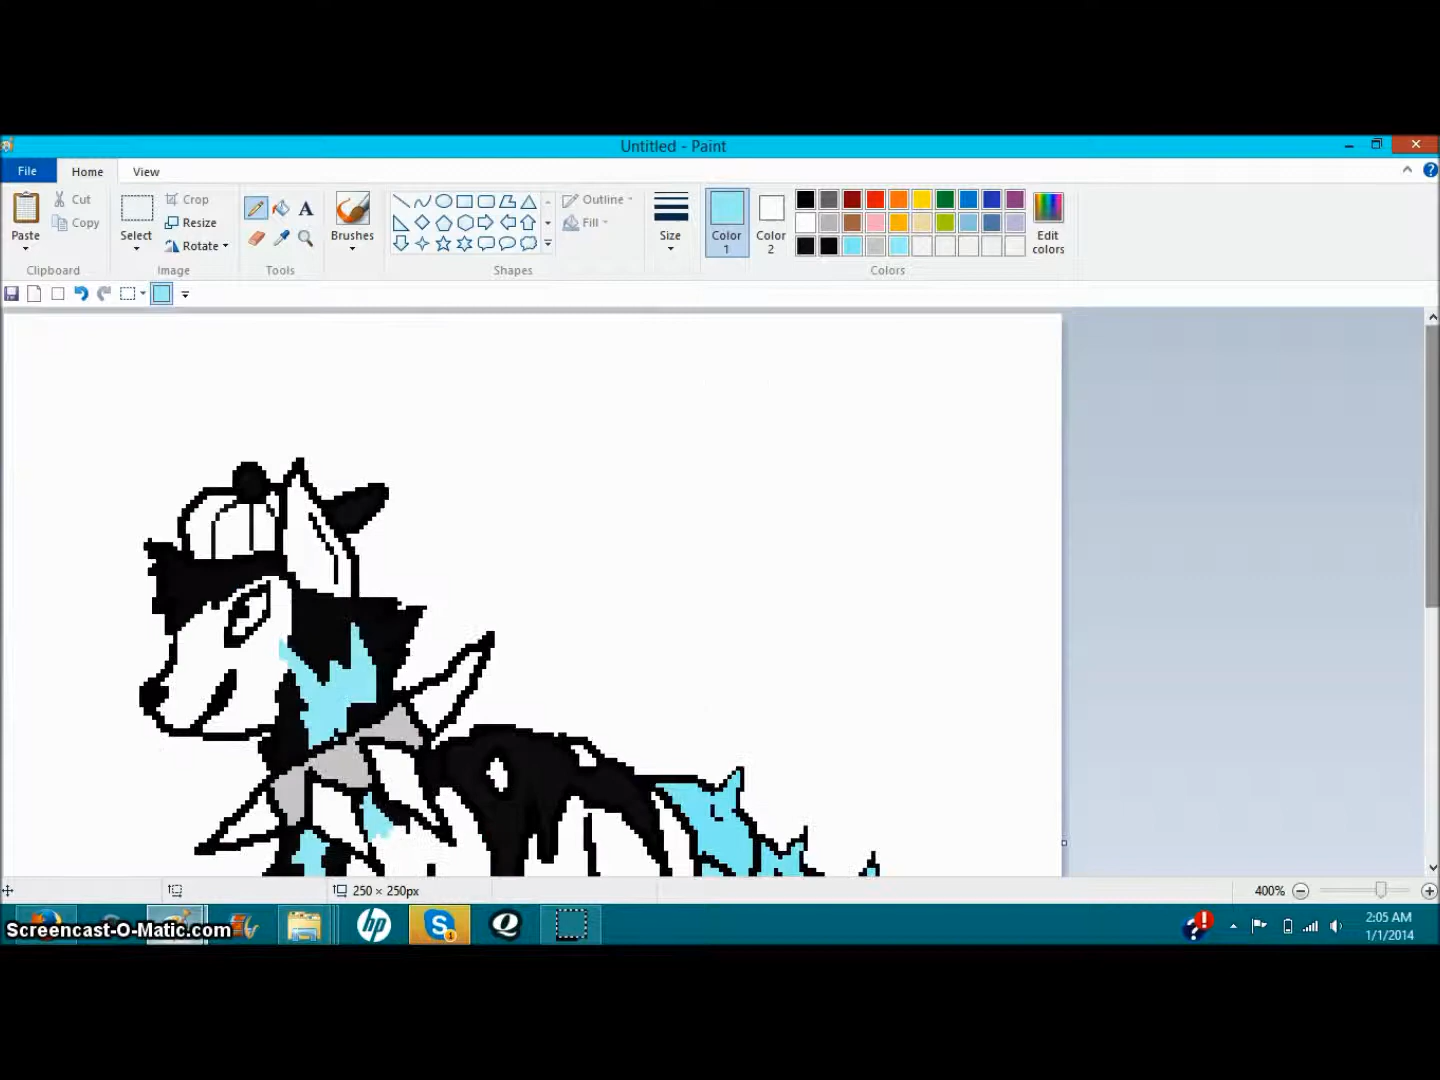 Untitled - Paint
File Home View
Paste
Cut
Copy
Clipboard
Select
Crop
Resize
Rotate
Image
A
Tools
Brushes
Outline
Fill
Shapes
Size
Color
1
Color
2
Edit
colors
Colors
250 × 250px
400%
hp
S
1
Q
Screencast-O-Matic.com
2:05 AM
1/1/2014